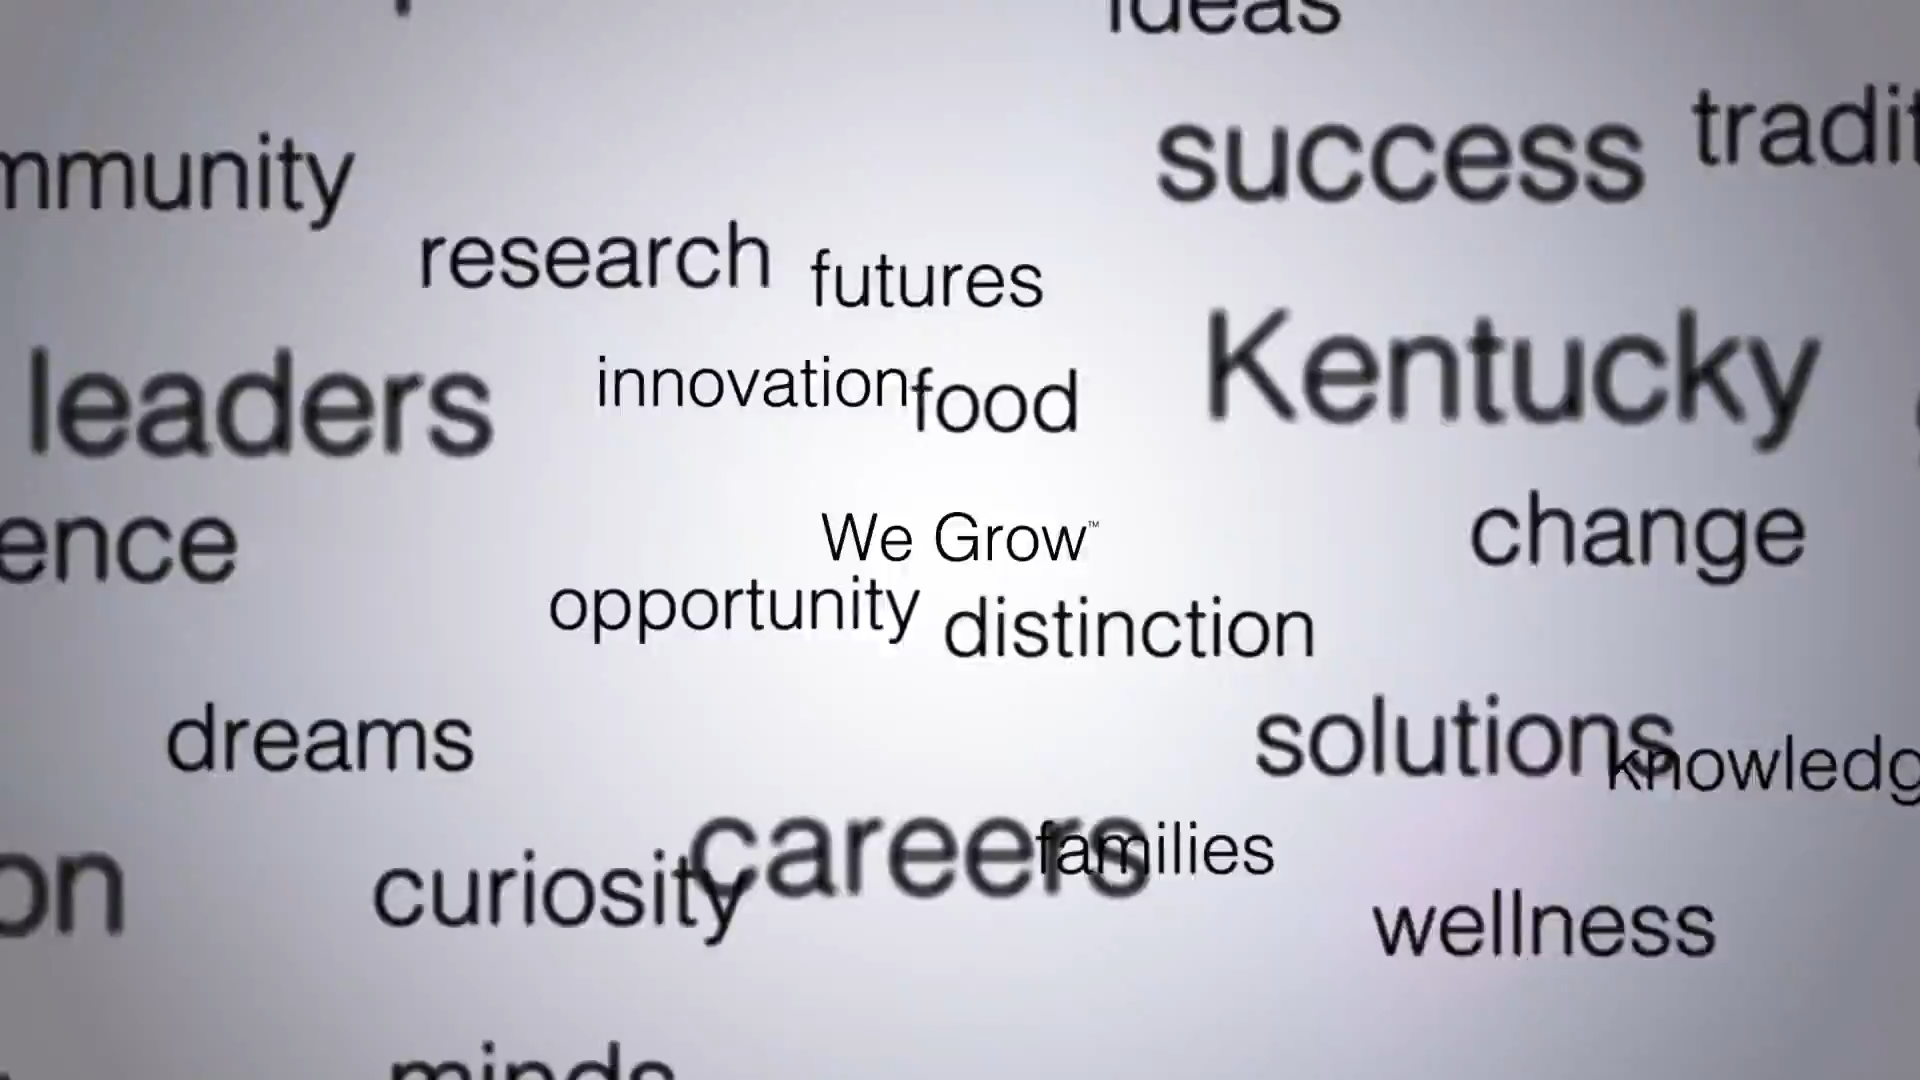 ideas
success
tradit
mmunity
research
futures
Kentucky
leaders
innovation
food
change
We Grow™
ence
opportunity
distinction
dreams
solutions
knowledg
careers
families
curiosity
on
wellness
minds